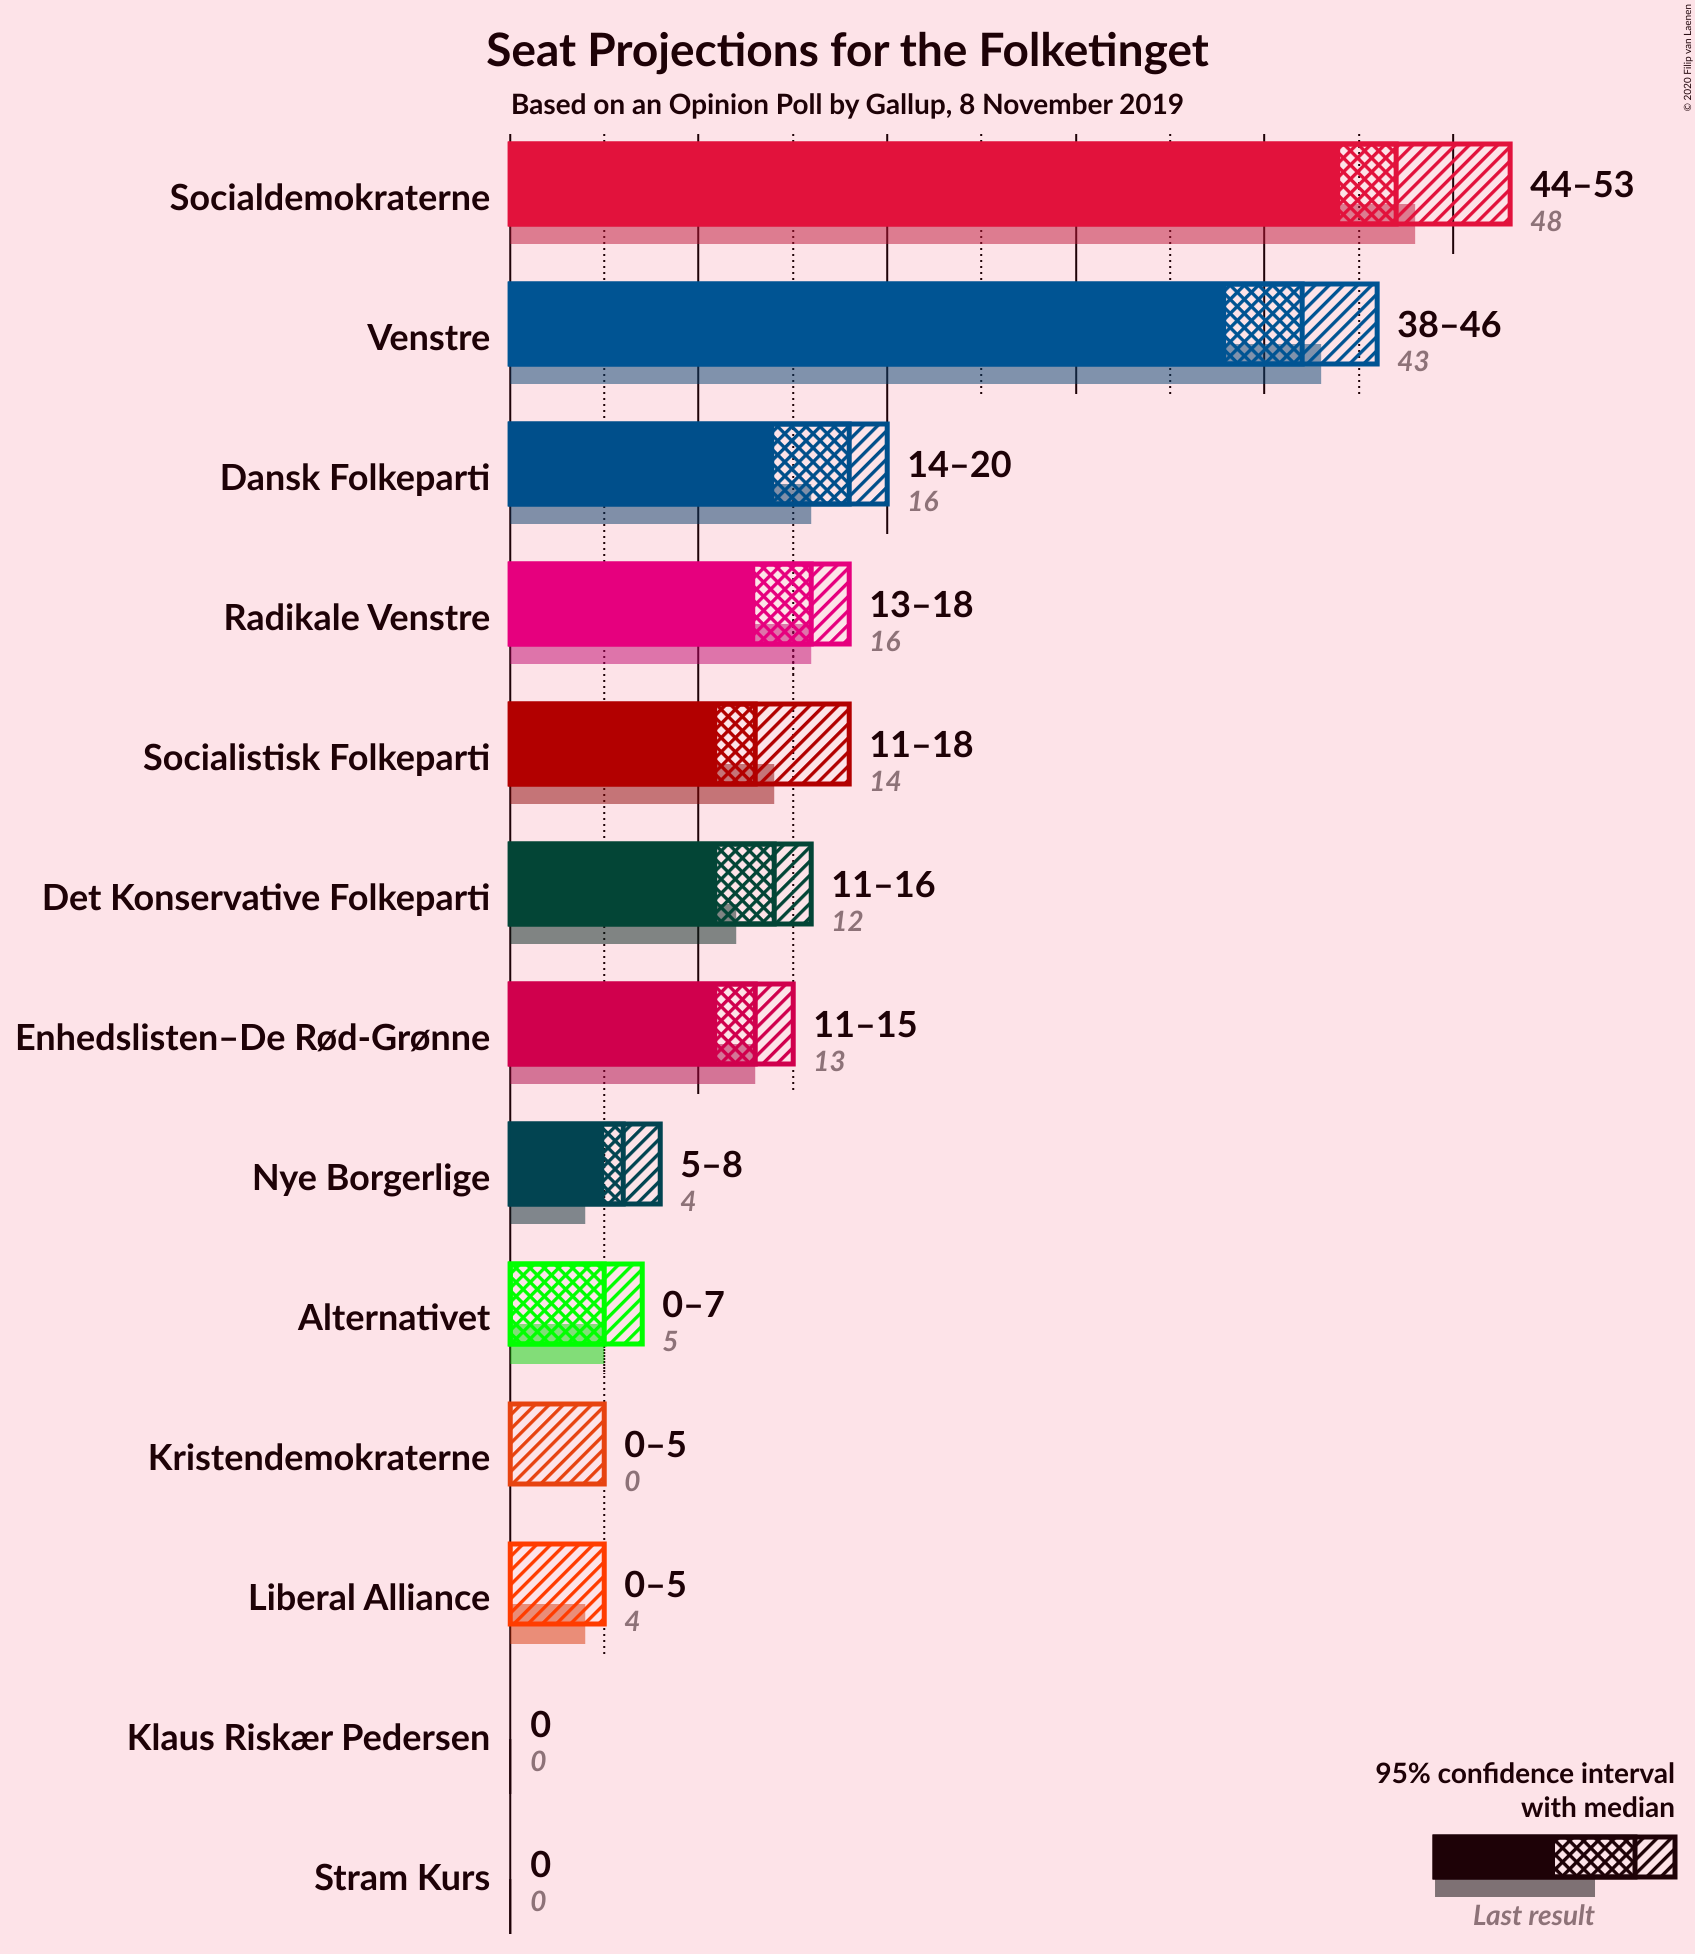 Seat Projections for the Folketinget
Based on an Opinion Poll by Gallup, 8 November 2019
© 2020 Filip van Laenen
Socialdemokraterne
44–53
48
Venstre
38–46
43
Dansk Folkeparti
14–20
16
Radikale Venstre
13–18
16
Socialistisk Folkeparti
11–18
14
Det Konservative Folkeparti
11–16
12
Enhedslisten–De Rød-Grønne
11–15
13
Nye Borgerlige
5–8
4
Alternativet
0–7
5
Kristendemokraterne
0–5
0
Liberal Alliance
0–5
4
Klaus Riskær Pedersen
0
0
Stram Kurs
0
0
95% confidence interval
with median
Last result